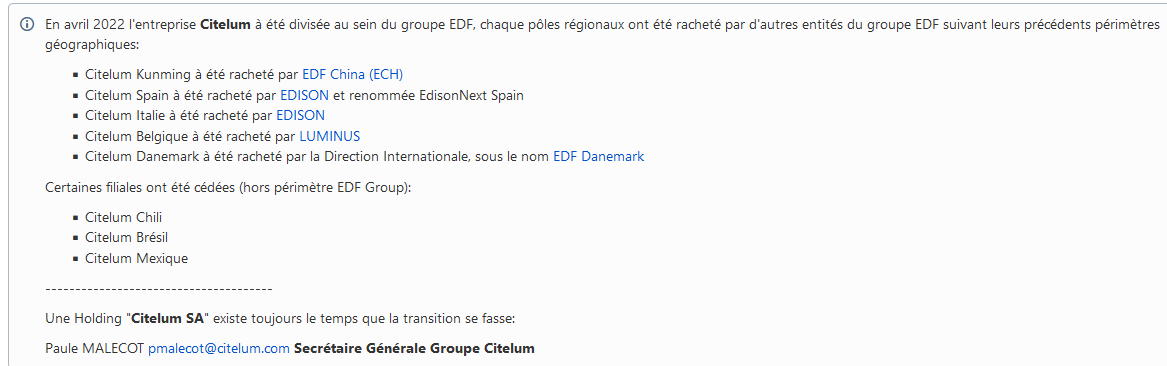 En avril 2022 l'entreprise Citelum à été divisée au sein du groupe EDF, chaque pôles régionaux ont été racheté par d'autres entités du groupe EDF suivant leurs précédents périmètres
géographiques:
▪ Citelum Kunming à été racheté par EDF China (ECH)
▪ Citelum Spain à été racheté par EDISON et renommée EdisonNext Spain
▪ Citelum Italie à été racheté par EDISON
▪ Citelum Belgique à été racheté par LUMINUS
▪ Citelum Danemark à été racheté par la Direction Internationale, sous le nom EDF Danemark
Certaines filiales ont été cédées (hors périmètre EDF Group):
▪ Citelum Chili
▪ Citelum Brésil
▪ Citelum Mexique
--------------------------------------
Une Holding "Citelum SA" existe toujours le temps que la transition se fasse:
Paule MALECOT pmalecot@citelum.com Secrétaire Générale Groupe Citelum